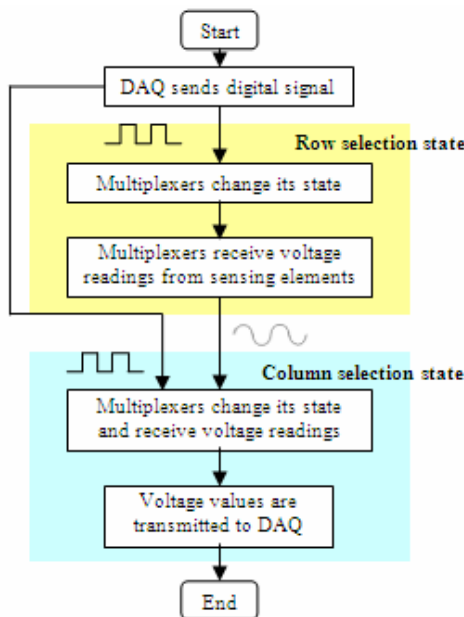 Start
DAQ sends digital signal
Row selection state
Multiplexers change its state
Multiplexers receive voltage
readings from sensing elements
Column selection state
Multiplexers change its state
and receive voltage readings
Voltage values are
transmitted to DAQ
End